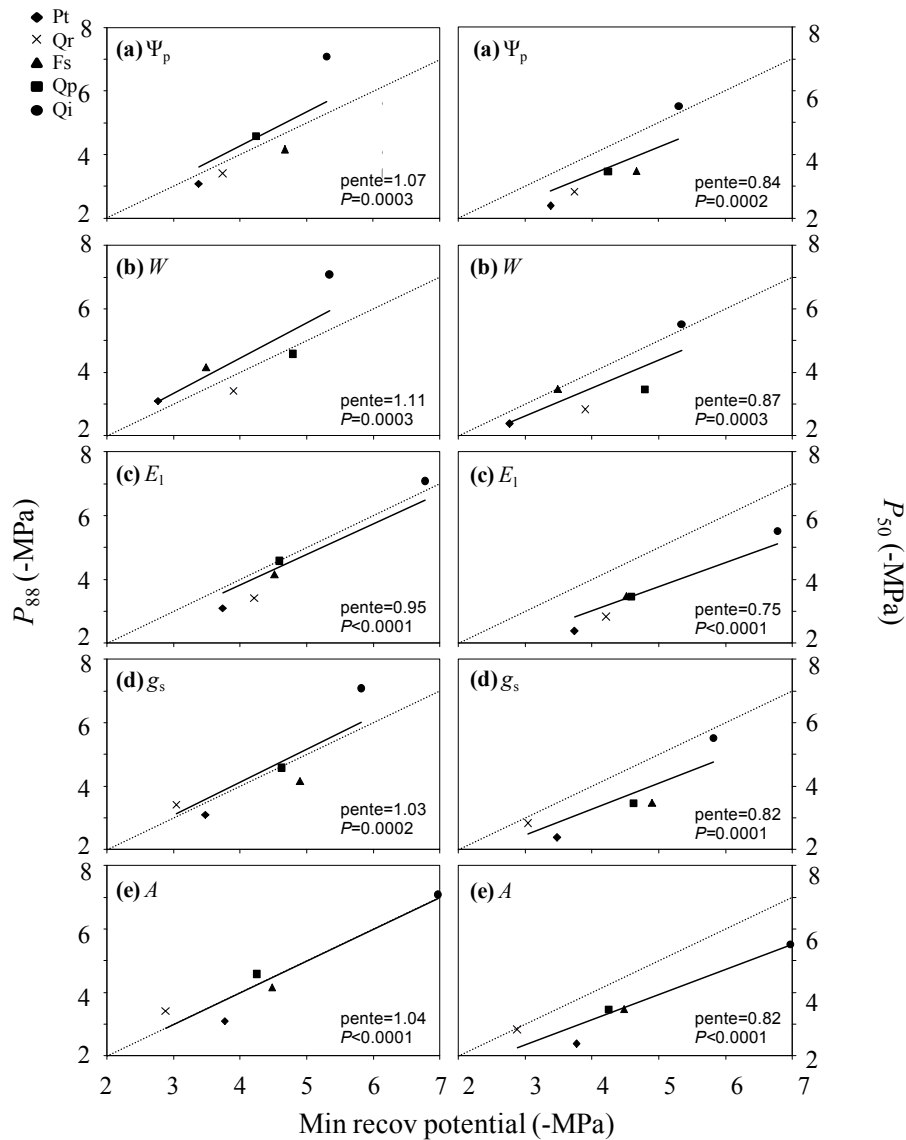 Pt
Qr
Fs
Qp
Qi
(a) Ψp
8
6
4
2
pente=1.07
P=0.0003
(a) Ψp
8
6
4
2
pente=0.84
P=0.0002
(b) W
8
6
4
2
pente=1.11
P=0.0003
(b) W
8
6
4
2
pente=0.87
P=0.0003
(c) El
8
6
4
2
pente=0.95
P<0.0001
(c) El
8
6
4
2
pente=0.75
P<0.0001
(d) gs
8
6
4
2
pente=1.03
P=0.0002
(d) gs
8
6
4
2
pente=0.82
P=0.0001
(e) A
8
6
4
2
pente=1.04
P<0.0001
(e) A
8
6
4
2
pente=0.82
P<0.0001
P88 (-MPa)
P50 (-MPa)
2 3 4 5 6 7
2 3 4 5 6 7
Min recov potential (-MPa)